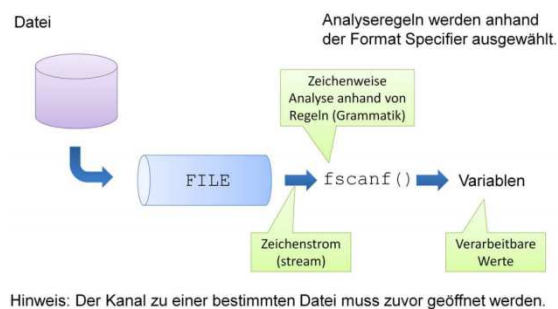 Datei
Analyseregeln werden anhand
der Format Specifier ausgewählt.
Zeichenweise
Analyse anhand von
Regeln (Grammatik)
FILE
fscanf()
Variablen
Zeichenstrom
(stream)
Verarbeitbare
Werte
Hinweis: Der Kanal zu einer bestimmten Datei muss zuvor geöffnet werden.